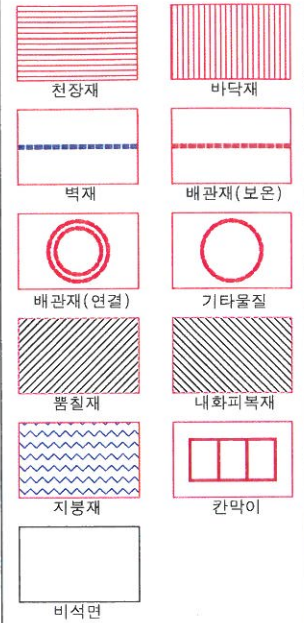 천장재
바닥재
벽재
배관재(보온)
배관재(연결)
기타물질
뿜칠재
내화피복재
지붕재
칸막이
비석면